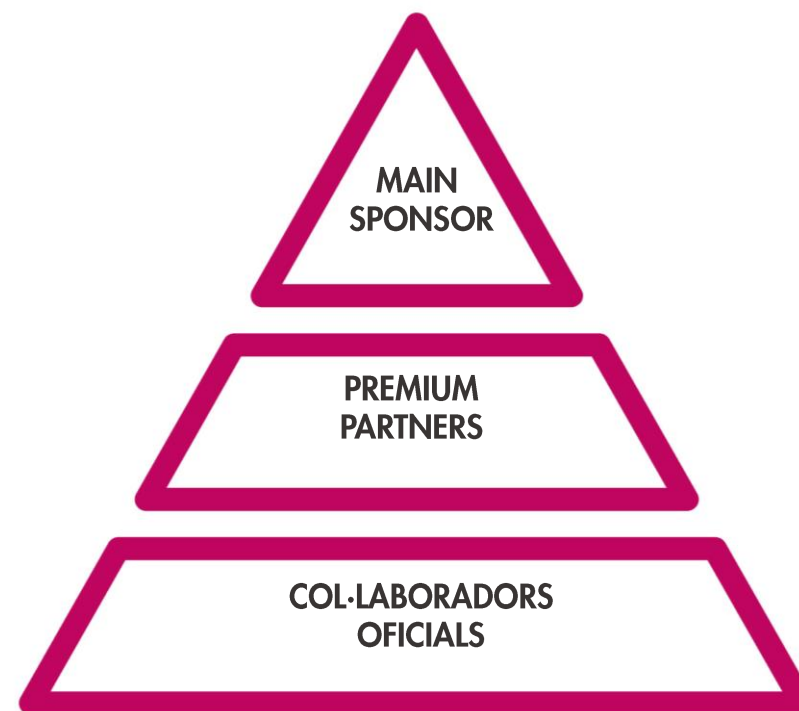 MAIN
SPONSOR
PREMIUM
PARTNERS
COL·LABORADORS
OFICIALS